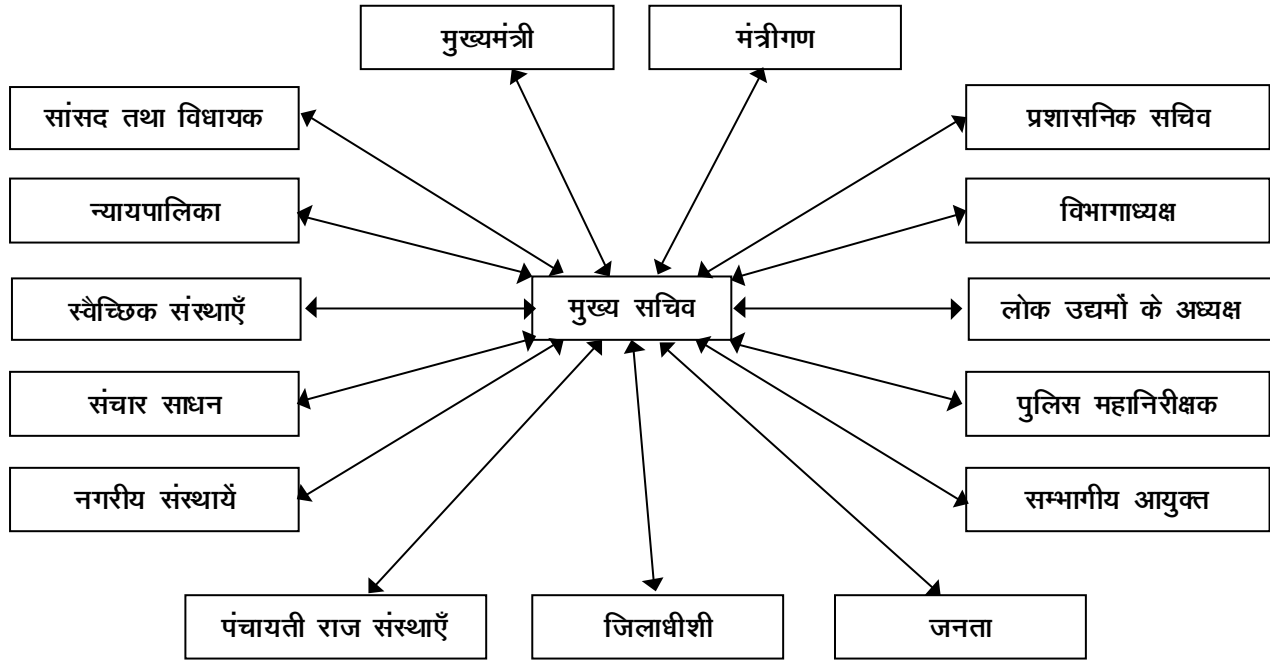 मुख्यमंत्री
मंत्रीगण
सांसद तथा विधायक
प्रशासनिक सचिव
न्यायपालिका
विभागाध्यक्ष
स्वैच्छिक संस्थाएँ
मुख्य सचिव
लोक उद्यमों के अध्यक्ष
संचार साधन
पुलिस महानिरीक्षक
नगरीय संस्थायें
सम्भागीय आयुक्त
पंचायती राज संस्थाएँ
जिलाधीशी
जनता